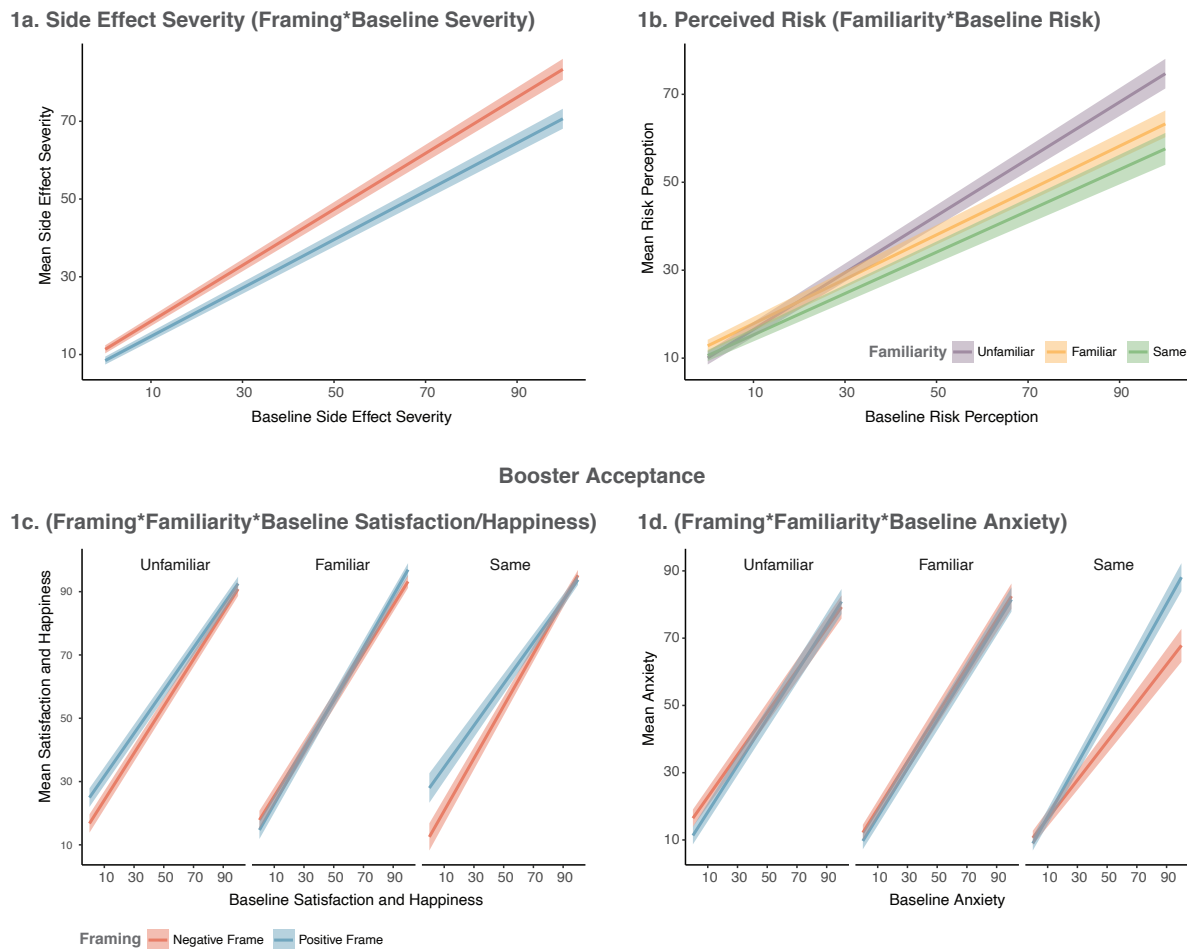 1a. Side Effect Severity (Framing*Baseline Severity)
Mean Side Effect Severity
70
50
30
10
10 30 50 70 90
Baseline Side Effect Severity
1b. Perceived Risk (Familiarity*Baseline Risk)
Mean Risk Perception
70
50
30
10
Familiarity Unfamiliar Familiar Same
10 30 50 70 90
Baseline Risk Perception
Booster Acceptance
1c. (Framing*Familiarity*Baseline Satisfaction/Happiness)
Unfamiliar Familiar Same
Mean Satisfaction and Happiness
90
70
50
30
10
10 30 50 70 90 10 30 50 70 90 10 30 50 70 90
Baseline Satisfaction and Happiness
1d. (Framing*Familiarity*Baseline Anxiety)
Unfamiliar Familiar Same
Mean Anxiety
90
70
50
30
10
10 30 50 70 90 10 30 50 70 90 10 30 50 70 90
Baseline Anxiety
Framing Negative Frame Positive Frame